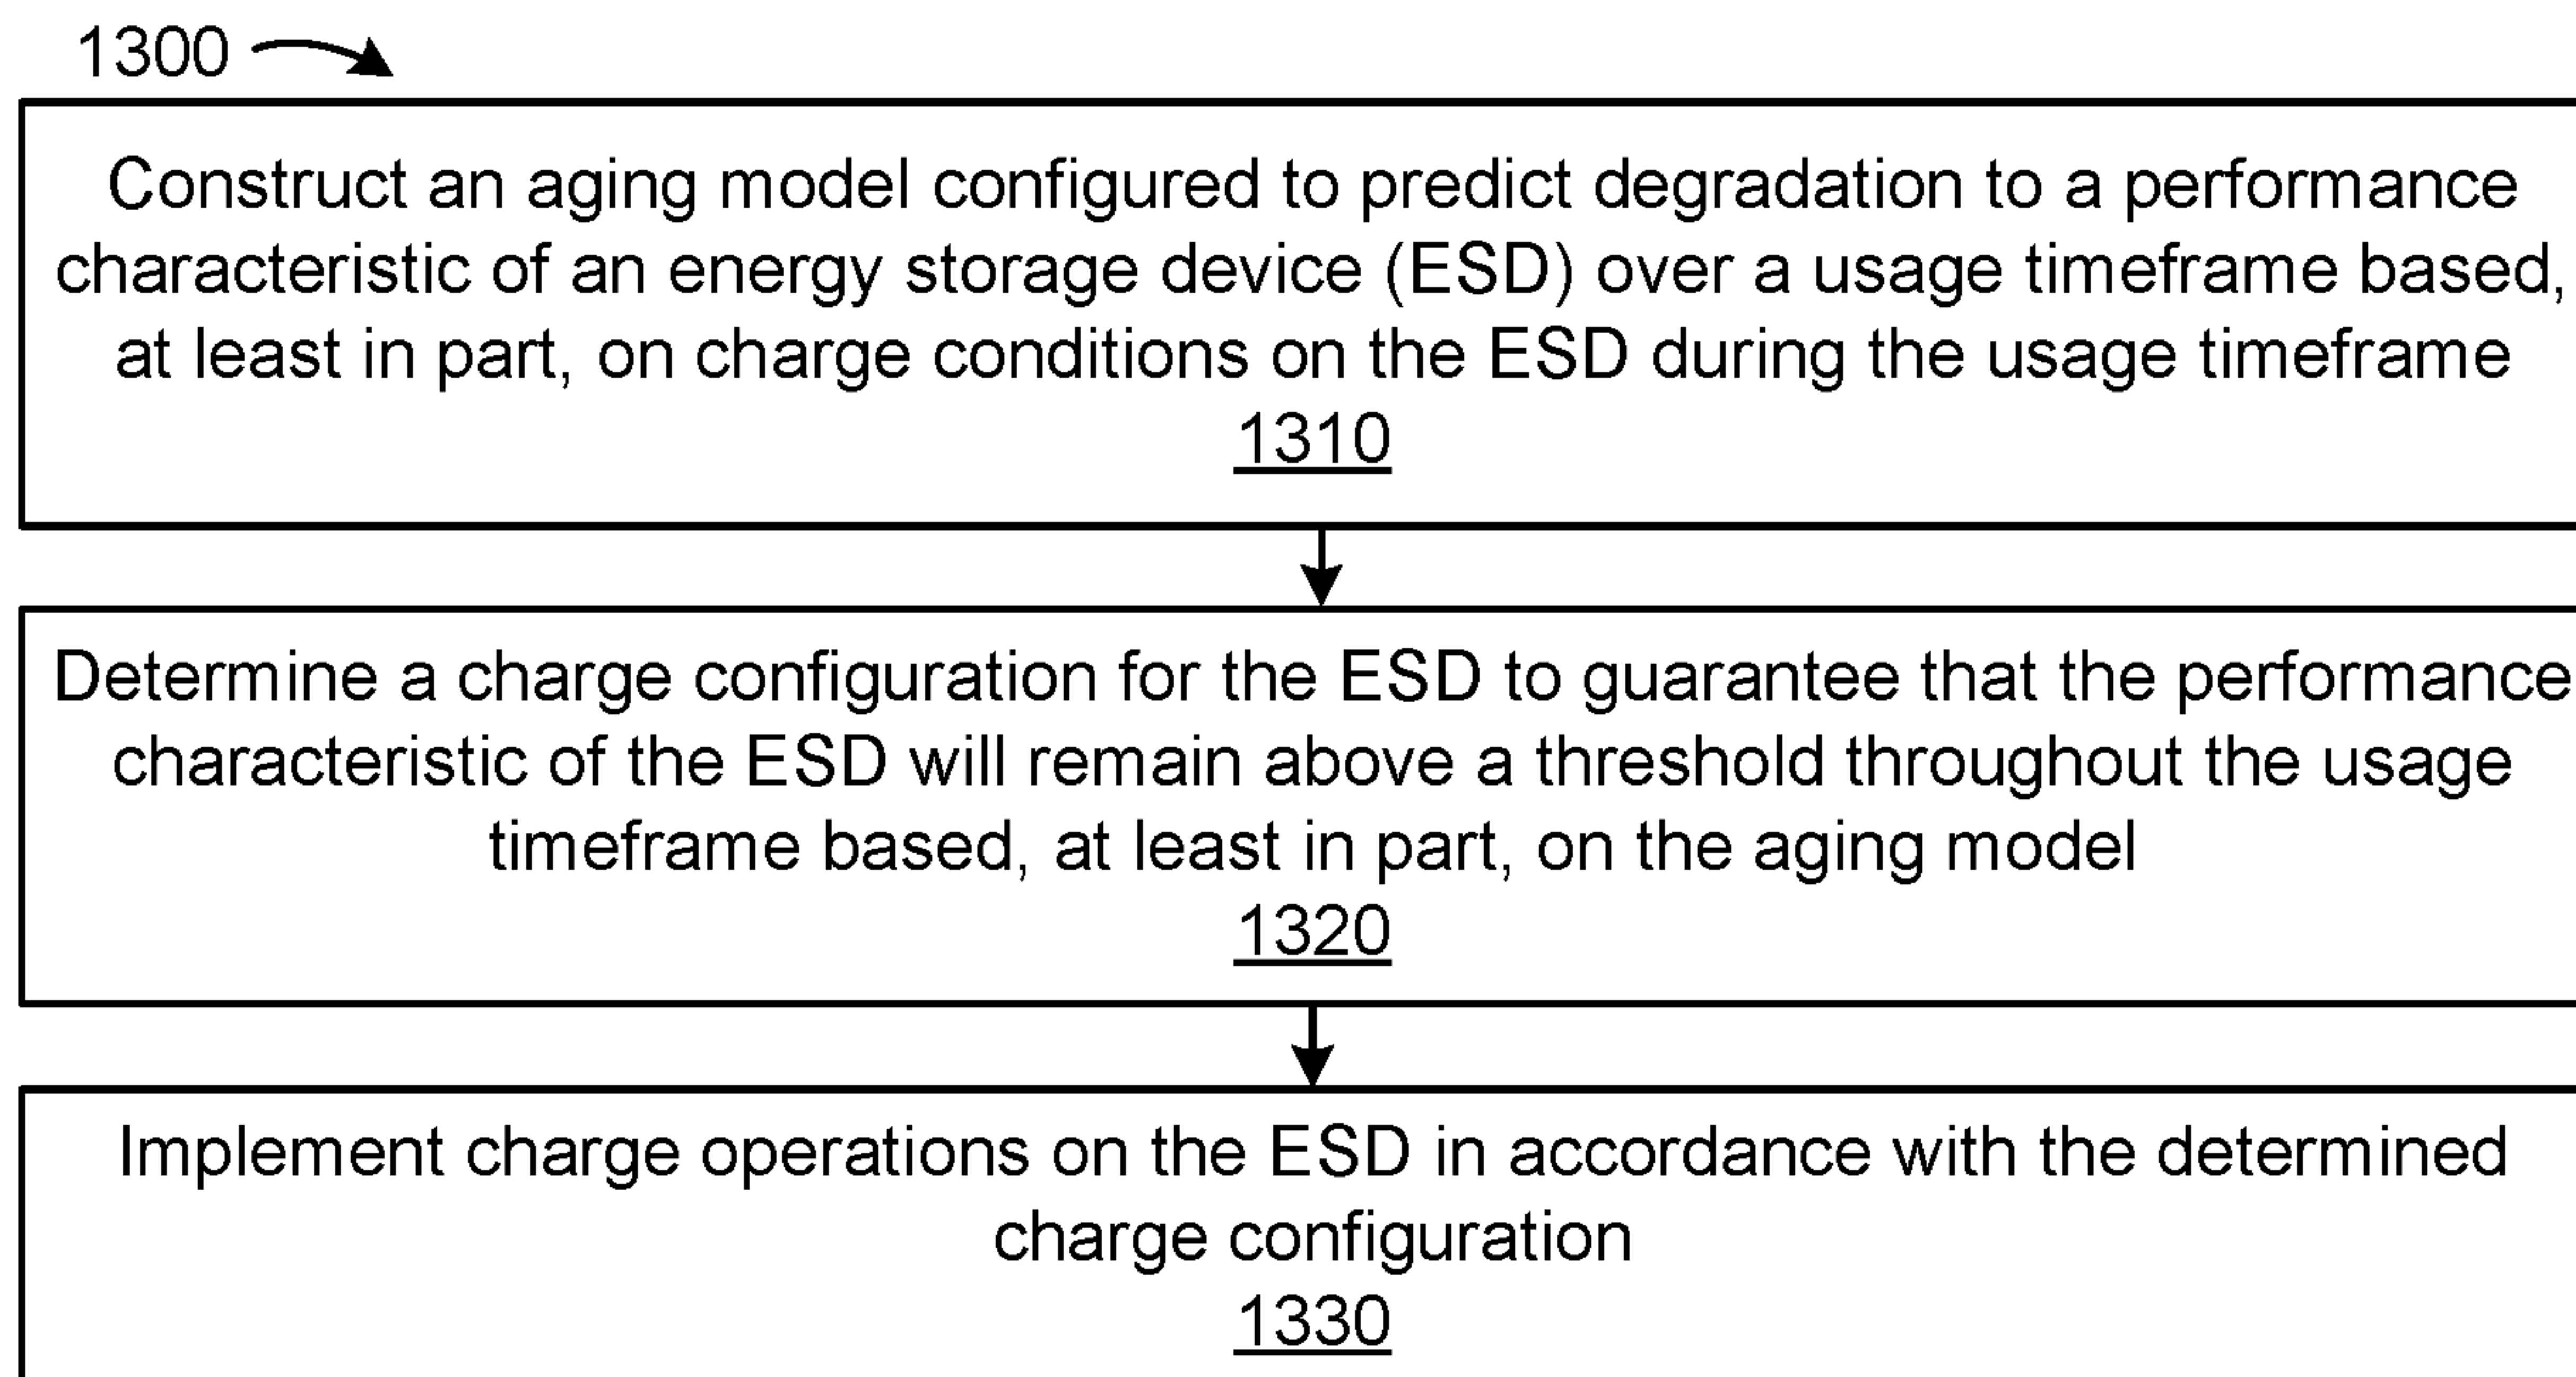 1300
Construct an aging model configured to predict degradation to a performance
characteristic of an energy storage device (ESD) over a usage timeframe based,
at least in part, on charge conditions on the ESD during the usage timeframe
1310
Determine a charge configuration for the ESD to guarantee that the performance
characteristic of the ESD will remain above a threshold throughout the usage
timeframe based, at least in part, on the aging model
1320
Implement charge operations on the ESD in accordance with the determined
charge configuration
1330